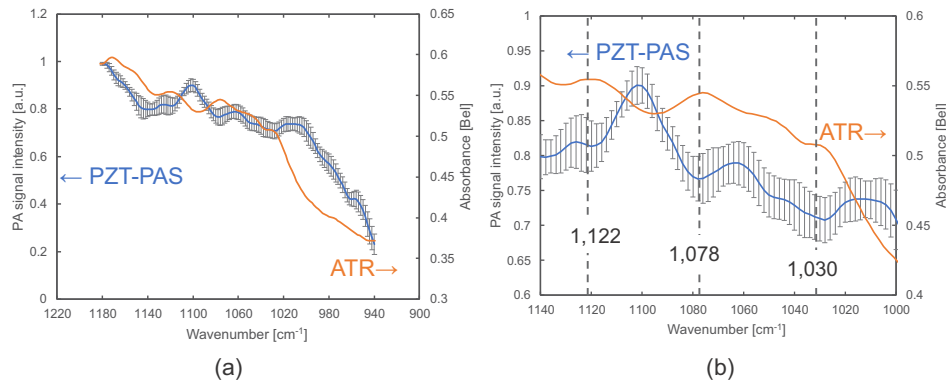 PA signal intensity [a.u.]
1.2
1
0.8
0.6
0.4
0.2
0
← PZT-PAS
ATR→
0.65
0.6
0.55
0.5
0.45
0.4
0.35
0.3
Absorbance [Bel]
1220 1180 1140 1100 1060 1020 980 940 900
Wavenumber [cm-1]
(a)
PA signal intensity [a.u.]
1
0.95
0.9
0.85
0.8
0.75
0.7
0.65
0.6
← PZT-PAS
ATR→
1,122
1,078
1,030
0.6
0.55
0.5
0.45
0.4
Absorbance [Bel]
1140 1120 1100 1080 1060 1040 1020 1000
Wavenumber [cm-1]
(b)